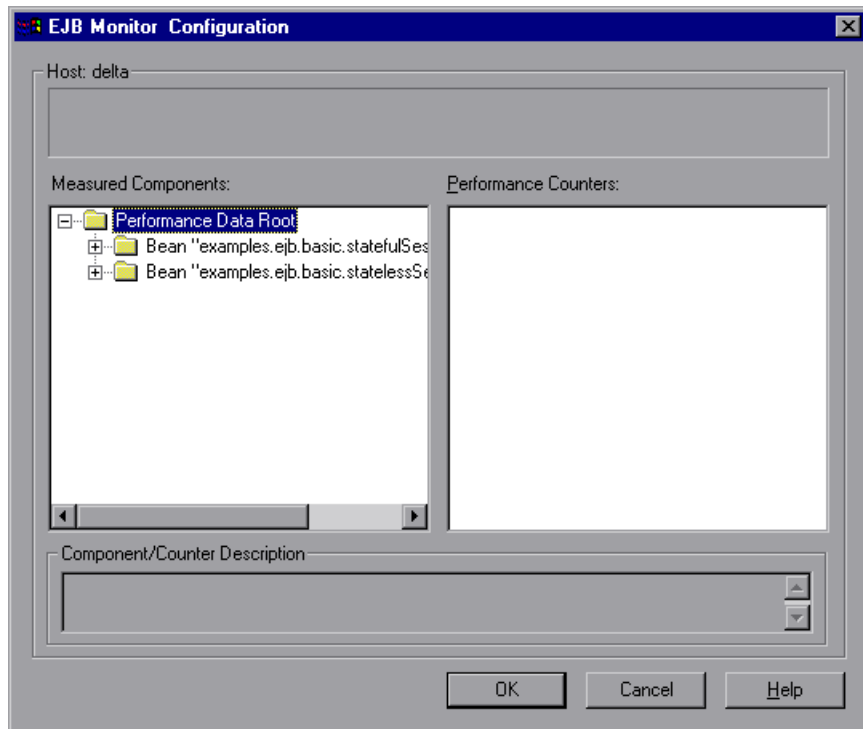 EJB Monitor Configuration
Host: delta
Measured Components:
Performance Counters:
Performance Data Root
Bean "examples.ejb.basic.statefulSes
Bean "examples.ejb.basic.statelessSe
Component/Counter Description
OK
Cancel
Help